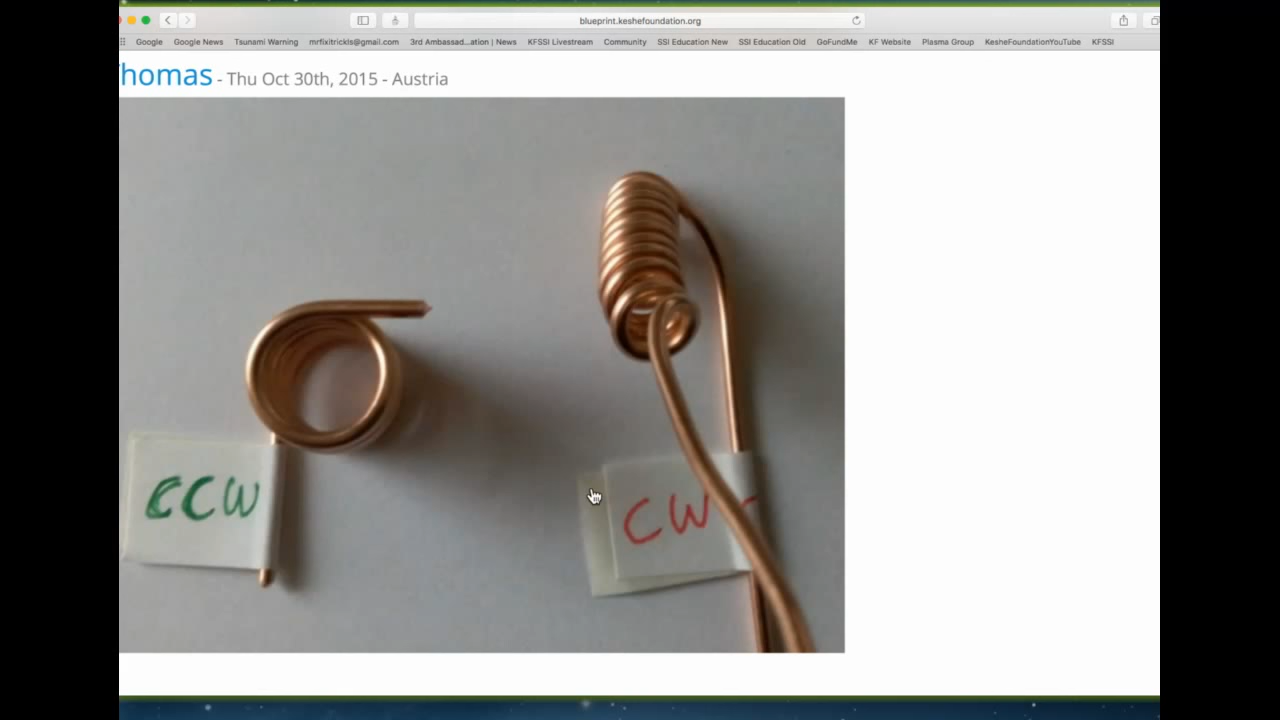 blueprint.keshefoundation.org
Google Google News Tsunami Warning mrfixitrickls@gmail.com 3rd Ambassad...ation | News KFSSI Livestream Community SSI Education New SSI Education Old GoFundMe KF Website Plasma Group KesheFoundationYouTube KFSSI
homas - Thu Oct 30th, 2015 - Austria
CCW
CW